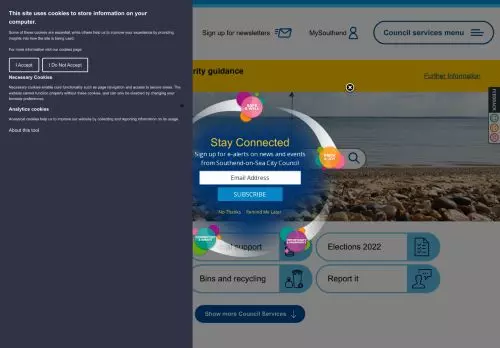 This site uses cookies to store information on your
computer.
Some of these cookies are essential, while others help us to improve your experience by providing
insights into how the site is being used.
For more information visit our cookies page
I Accept
I Do Not Accept
Necessary Cookies
Necessary cookies enable core functionality such as page navigation and access to secure areas. The
website cannot function properly without these cookies, and can only be disabled by changing your
browser preferences.
Analytics cookies
Analytical cookies help us to improve our website by collecting and reporting information on its usage.
About this tool
Sign up for newsletters
MySouthend
Council services menu
rity guidance
Further Information
FEEDBACK
SAFE
& WELL
Stay Connected
Sign up for e-alerts on news and events
from Southend-on-Sea City Council
Email Address
SUBSCRIBE
No Thanks
Remind Me Later
PRIDE
& JOY
support
Elections 2022
Bins and recycling
Report it
Show more Council Services